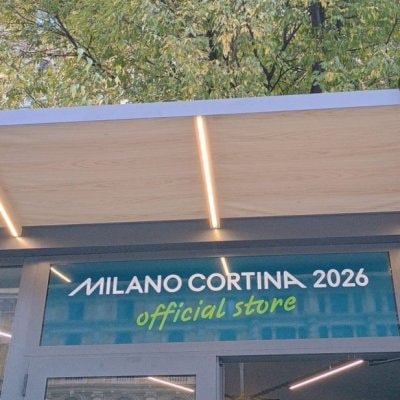 MILANO CORTINA 2026
official store